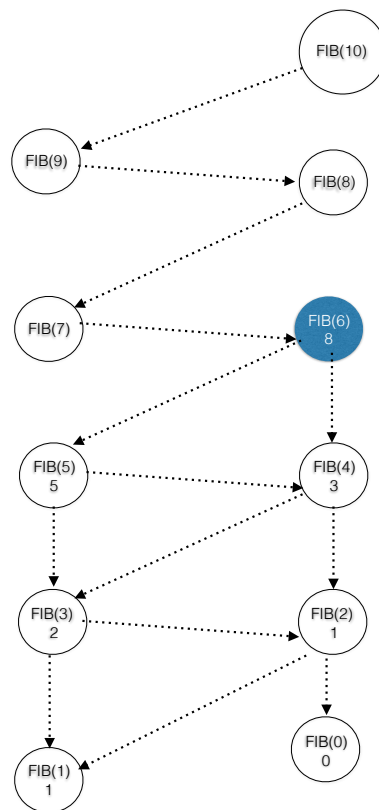 FIB(10)
FIB(9)
FIB(8)
FIB(7)
FIB(6)
8
FIB(5)
5
FIB(4)
3
FIB(3)
2
FIB(2)
1
FIB(0)
0
FIB(1)
1